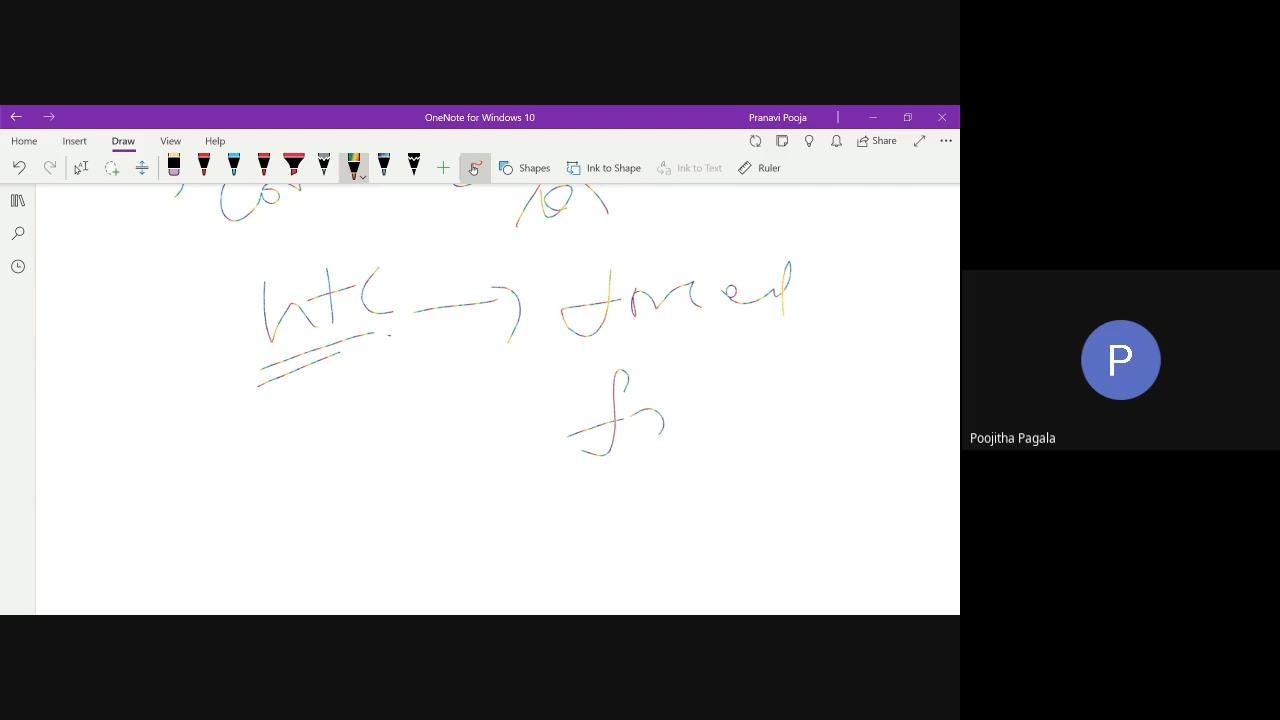 OneNote for Windows 10
Pranavi Pooja
Home Insert Draw View Help
Share
Shapes Ink to Shape Ink to Text Ruler
htc
P
Poojitha Pagala